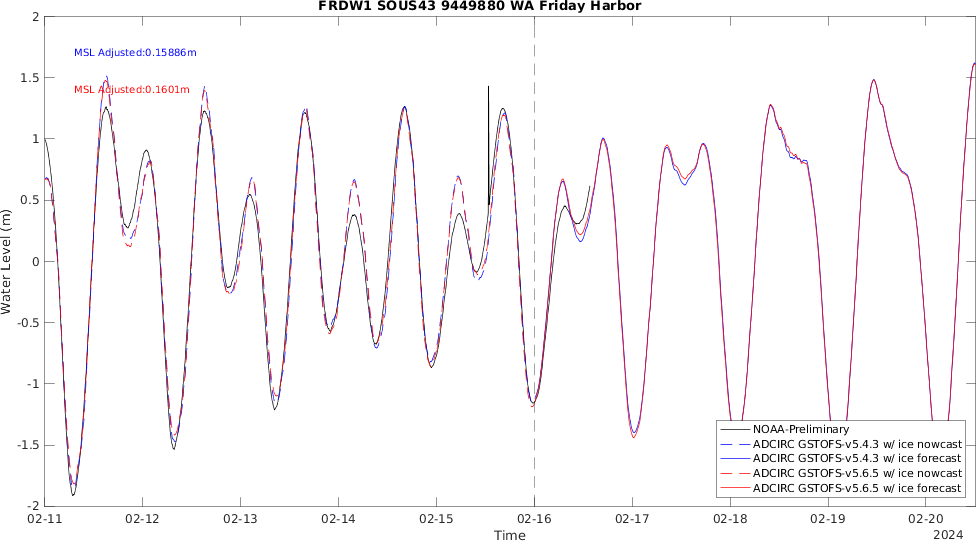 FRDW1 SOUS43 9449880 WA Friday Harbor
2
1.5
1
0.5
0
-0.5
-1
-1.5
-2
Water Level (m)
MSL Adjusted:0.15886m
MSL Adjusted:0.1601m
NOAA-Preliminary
ADCIRC GSTOFS-v5.4.3 w/ ice nowcast
ADCIRC GSTOFS-v5.4.3 w/ ice forecast
ADCIRC GSTOFS-v5.6.5 w/ ice nowcast
ADCIRC GSTOFS-v5.6.5 w/ ice forecast
02-11 02-12 02-13 02-14 02-15 02-16 02-17 02-18 02-19 02-20
Time
2024